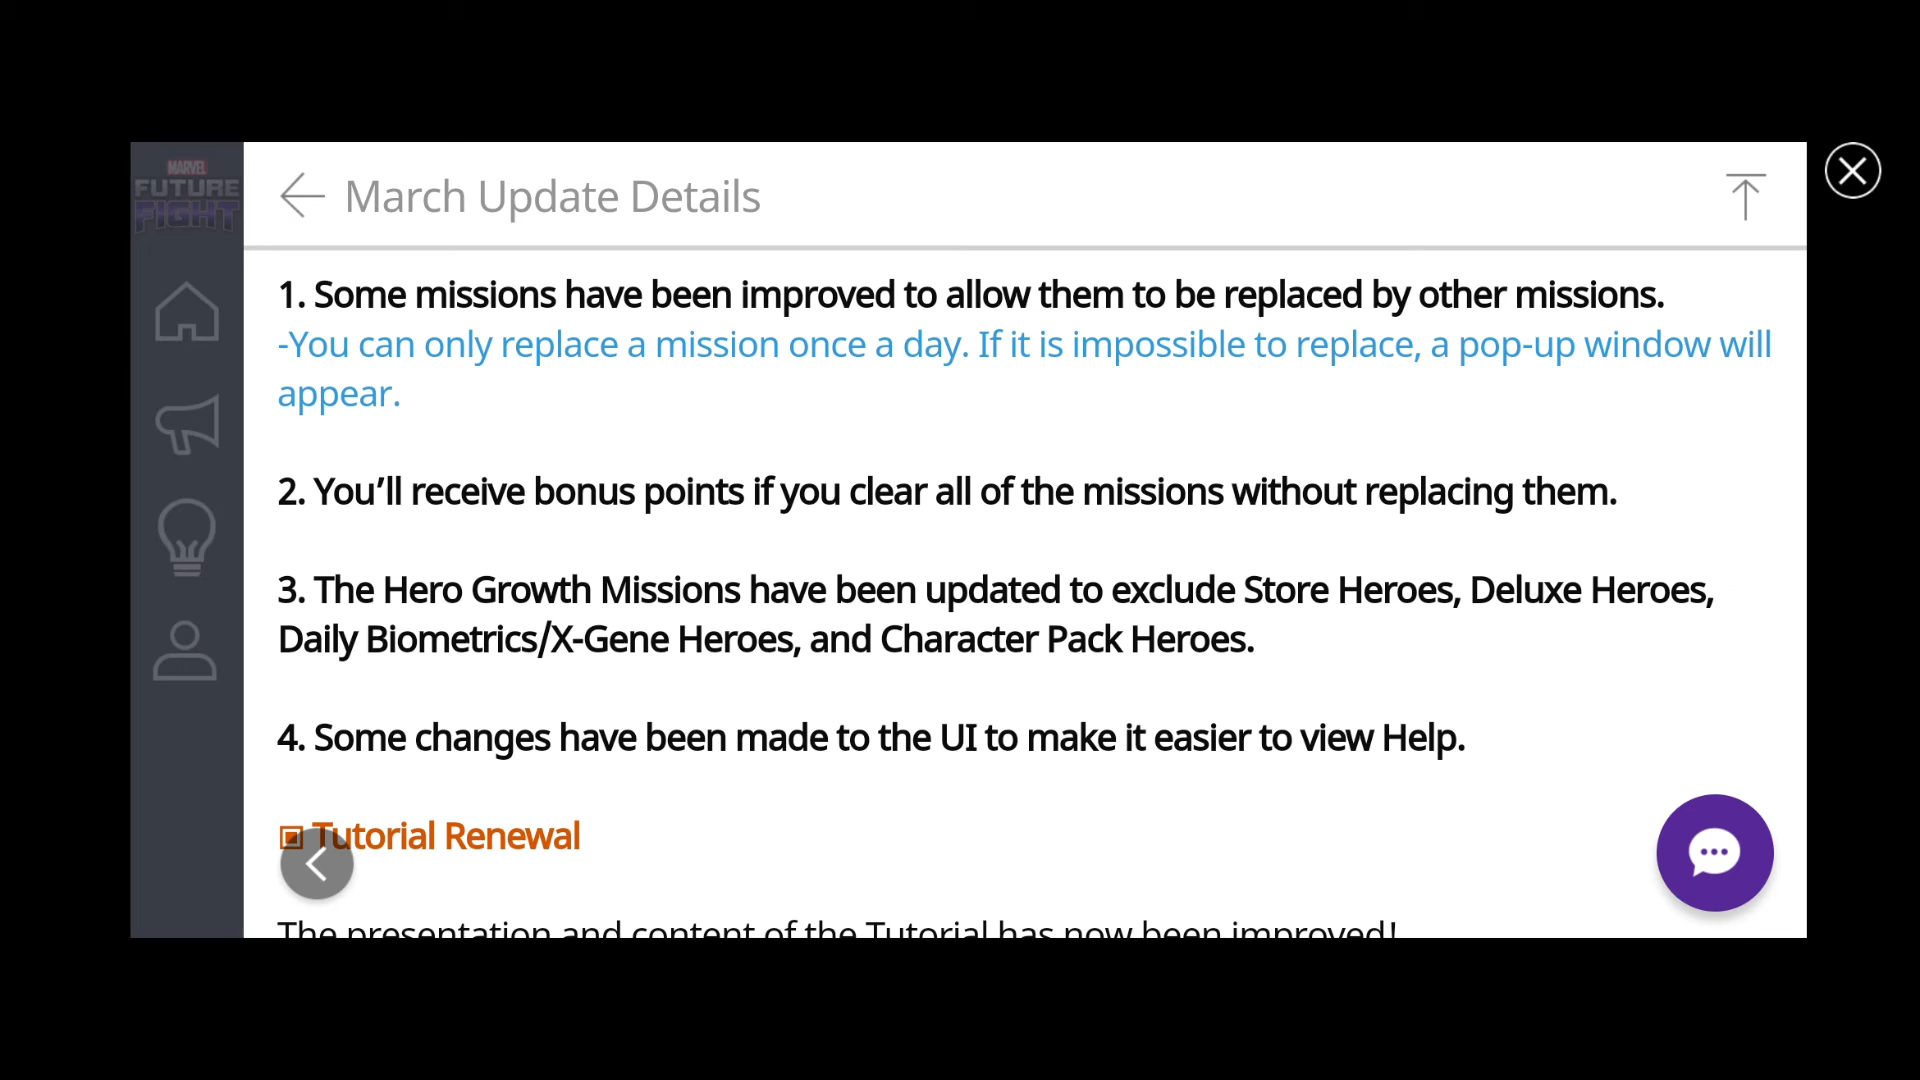 MARVEL
FUTURE
FIGHT
March Update Details
1. Some missions have been improved to allow them to be replaced by other missions.
-You can only replace a mission once a day. If it is impossible to replace, a pop-up window will
appear.
2. You’ll receive bonus points if you clear all of the missions without replacing them.
3. The Hero Growth Missions have been updated to exclude Store Heroes, Deluxe Heroes,
Daily Biometrics/X-Gene Heroes, and Character Pack Heroes.
4. Some changes have been made to the UI to make it easier to view Help.
▣ Tutorial Renewal
The presentation and content of the Tutorial has now been improved!